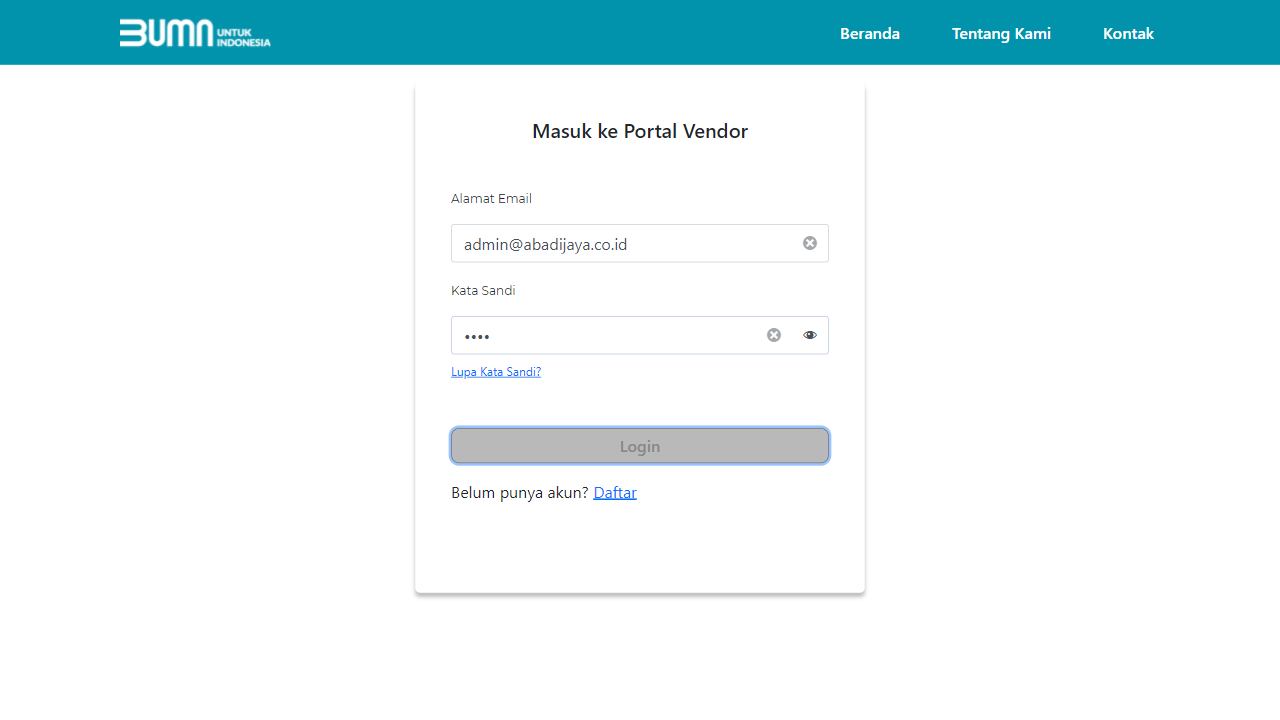 BUMN UNTUK
INDONESIA
Beranda
Tentang Kami
Kontak
Masuk ke Portal Vendor
Alamat Email
admin@abadijaya.co.id
Kata Sandi
••••
Lupa Kata Sandi?
Login
Belum punya akun? Daftar